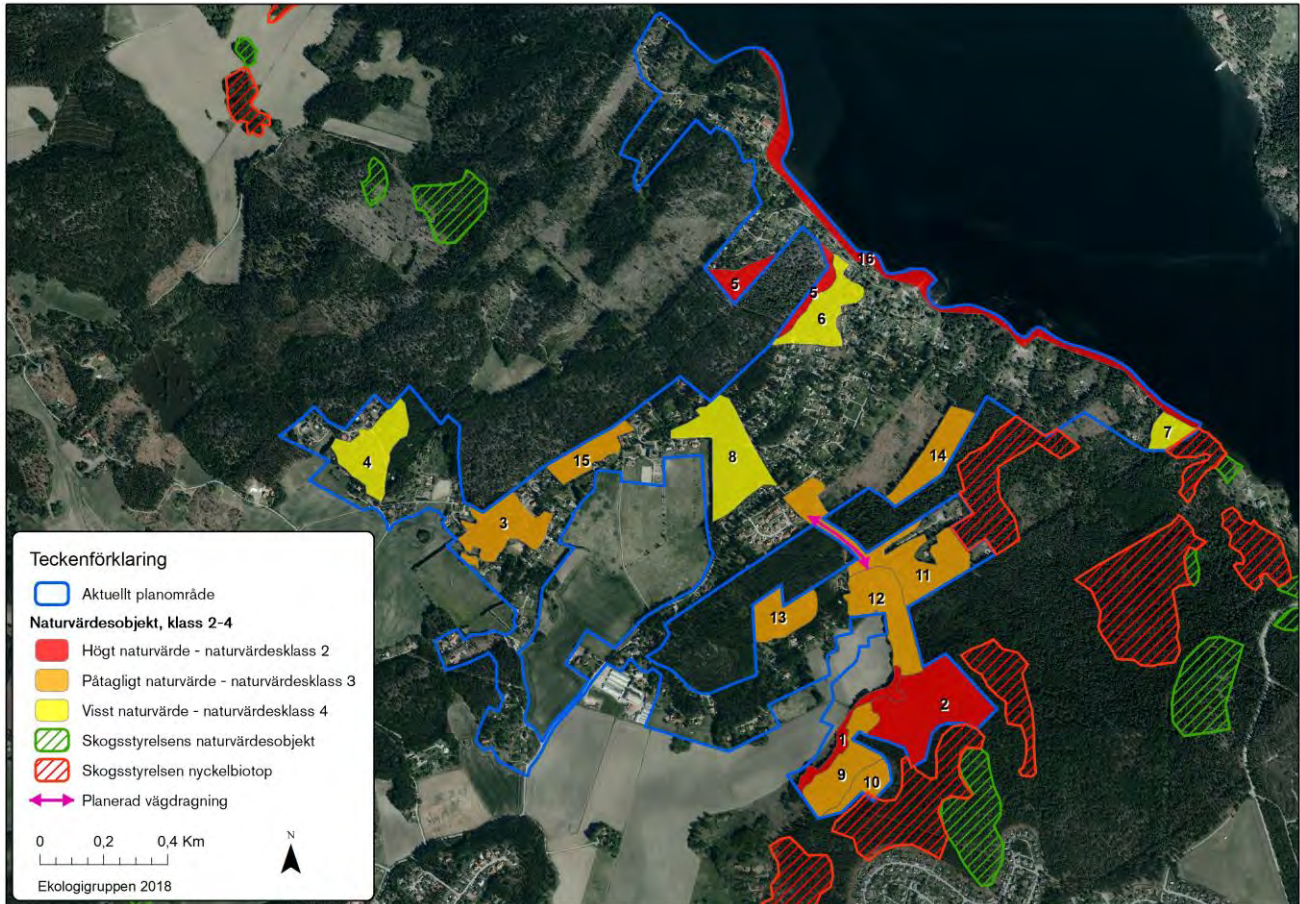 16
5
5
6
7
4
15
8
14
3
11
12
13
2
1
9
10
Teckenförklaring
Aktuellt planområde
Naturvärdesobjekt, klass 2-4
Högt naturvärde - naturvärdesklass 2
Påtagligt naturvärde - naturvärdesklass 3
Visst naturvärde - naturvärdesklass 4
Skogsstyrelsens naturvärdesobjekt
Skogsstyrelsen nyckelbiotop
Planerad vägdragning
0 0,2 0,4 Km
N
Ekologigruppen 2018